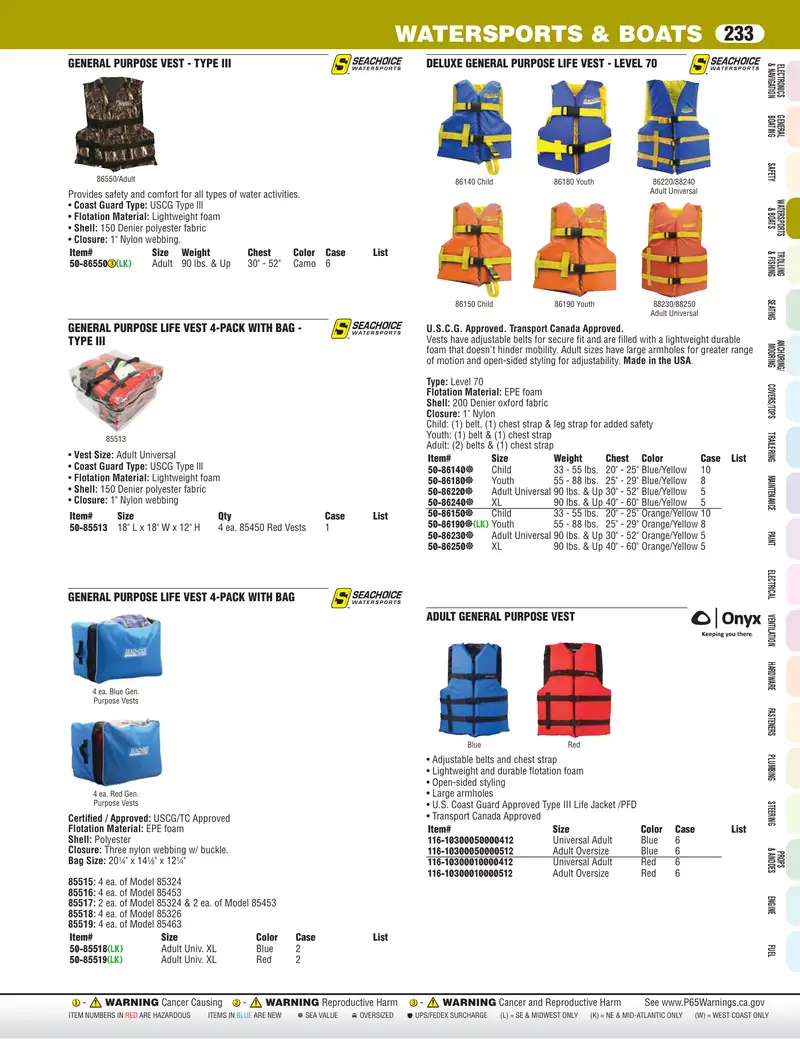 WATERSPORTS & BOATS 233
GENERAL PURPOSE VEST - TYPE III
SEACHOICE
WATERSPORTS
86550/Adult
Provides safety and comfort for all types of water activities.
• Coast Guard Type: USCG Type III
• Flotation Material: Lightweight foam
• Shell: 150 Denier polyester fabric
• Closure: 1" Nylon webbing.
Item# Size Weight Chest Color Case List
50-86550③(LK) Adult 90 lbs. & Up 30" - 52" Camo 6
GENERAL PURPOSE LIFE VEST 4-PACK WITH BAG -
TYPE III
SEACHOICE
WATERSPORTS
85513
• Vest Size: Adult Universal
• Coast Guard Type: USCG Type III
• Flotation Material: Lightweight foam
• Shell: 150 Denier polyester fabric
• Closure: 1" Nylon webbing
Item# Size Qty Case List
50-85513 18" L x 18" W x 12" H 4 ea. 85450 Red Vests 1
GENERAL PURPOSE LIFE VEST 4-PACK WITH BAG
SEACHOICE
WATERSPORTS
SEACHOICE
4 ea. Blue Gen.
Purpose Vests
SEACHOICE
4 ea. Red Gen.
Purpose Vests
Certified / Approved: USCG/TC Approved
Flotation Material: EPE foam
Shell: Polyester
Closure: Three nylon webbing w/ buckle.
Bag Size: 20¼" x 14⅛" x 12¼"
85515: 4 ea. of Model 85324
85516: 4 ea. of Model 85453
85517: 2 ea. of Model 85324 & 2 ea. of Model 85453
85518: 4 ea. of Model 85326
85519: 4 ea. of Model 85463
Item# Size Color Case List
50-85518(LK) Adult Univ. XL Blue 2
50-85519(LK) Adult Univ. XL Red 2
DELUXE GENERAL PURPOSE LIFE VEST - LEVEL 70
SEACHOICE
WATERSPORTS
86140 Child
86180 Youth
86220/88240
Adult Universal
86150 Child
86190 Youth
88230/88250
Adult Universal
U.S.C.G. Approved. Transport Canada Approved.
Vests have adjustable belts for secure fit and are filled with a lightweight durable
foam that doesn't hinder mobility. Adult sizes have large armholes for greater range
of motion and open-sided styling for adjustability. Made in the USA.
Type: Level 70
Flotation Material: EPE foam
Shell: 200 Denier oxford fabric
Closure: 1" Nylon
Child: (1) belt, (1) chest strap & leg strap for added safety
Youth: (1) belt & (1) chest strap
Adult: (2) belts & (1) chest strap
Item# Size Weight Chest Color Case List
50-86140 Child 33 - 55 lbs. 20" - 25" Blue/Yellow 10
50-86180 Youth 55 - 88 lbs. 25" - 29" Blue/Yellow 8
50-86220 Adult Universal 90 lbs. & Up 30" - 52" Blue/Yellow 5
50-86240 XL 90 lbs. & Up 40" - 60" Blue/Yellow 5
50-86150 Child 33 - 55 lbs. 20" - 25" Orange/Yellow 10
50-86190(LK) Youth 55 - 88 lbs. 25" - 29" Orange/Yellow 8
50-86230 Adult Universal 90 lbs. & Up 30" - 52" Orange/Yellow 5
50-86250 XL 90 lbs. & Up 40" - 60" Orange/Yellow 5
ADULT GENERAL PURPOSE VEST
Onyx
Keeping you there.
Blue
Red
• Adjustable belts and chest strap
• Lightweight and durable flotation foam
• Open-sided styling
• Large armholes
• U.S. Coast Guard Approved Type III Life Jacket /PFD
• Transport Canada Approved
Item# Size Color Case List
116-10300050000412 Universal Adult Blue 6
116-10300050000512 Adult Oversize Blue 6
116-10300010000412 Universal Adult Red 6
116-10300010000512 Adult Oversize Red 6
ELECTRONICS
& NAVIGATION
GENERAL
BOATING
SAFETY
WATERSPORTS
& BOATS
TROLLING
& FISHING
SEATING
ANCHORING/
MOORING
COVERS/TOPS
TRAILERING
MAINTENANCE
PAINT
ELECTRICAL
VENTILATION
HARDWARE
FASTENERS
PLUMBING
STEERING
PROPS
& ANODES
ENGINE
FUEL
① - WARNING Cancer Causing ② - WARNING Reproductive Harm ③ - WARNING Cancer and Reproductive Harm See www.P65Warnings.ca.gov
ITEM NUMBERS IN RED ARE HAZARDOUS ITEMS IN BLUE ARE NEW SEA VALUE OVERSIZED UPS/FEDEX SURCHARGE (L) = SE & MIDWEST ONLY (K) = NE & MID-ATLANTIC ONLY (W) = WEST COAST ONLY